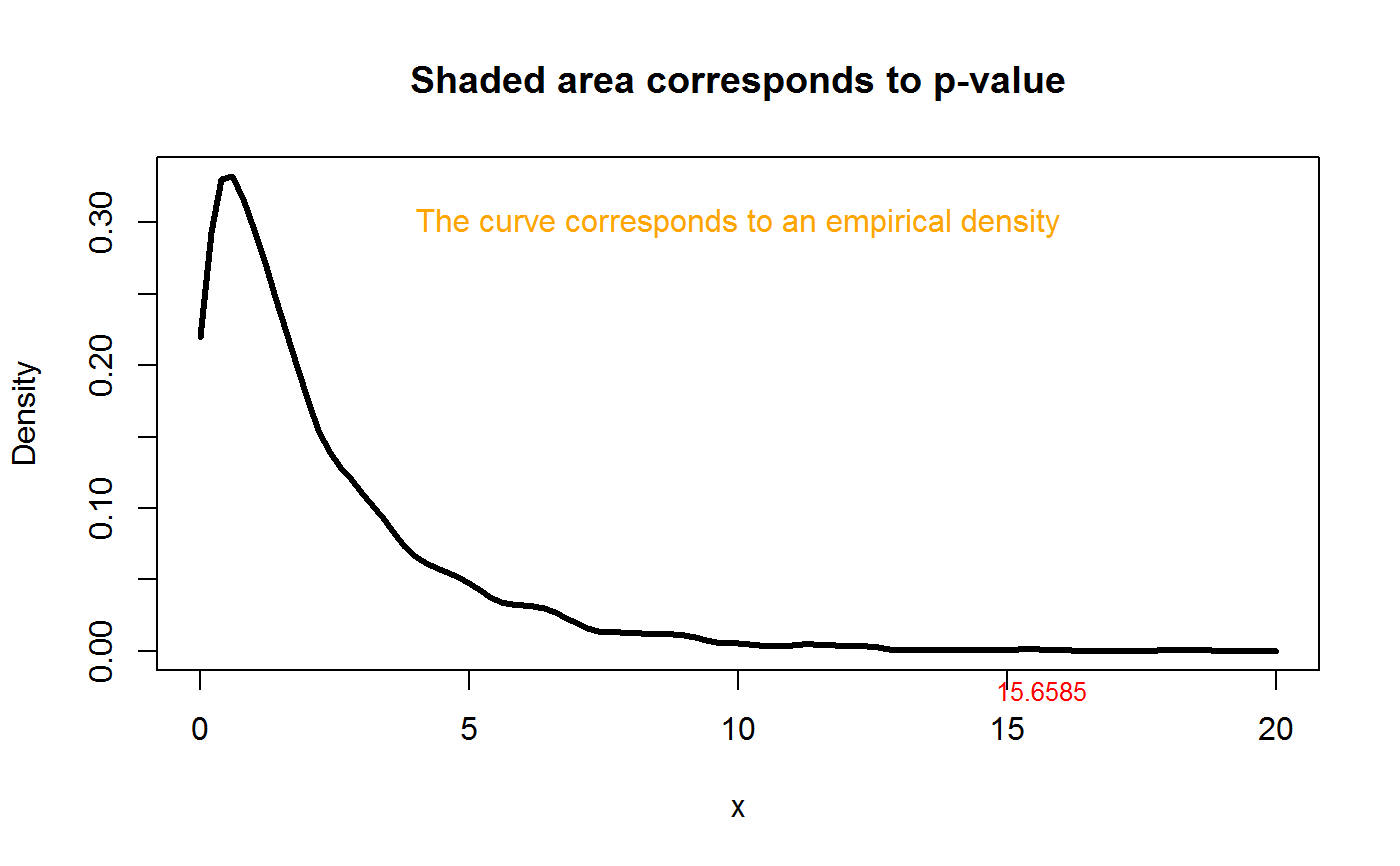 Shaded area corresponds to p-value
The curve corresponds to an empirical density
Density
0.30
0.20
0.10
0.00
15.6585
0 5 10 15 20
x